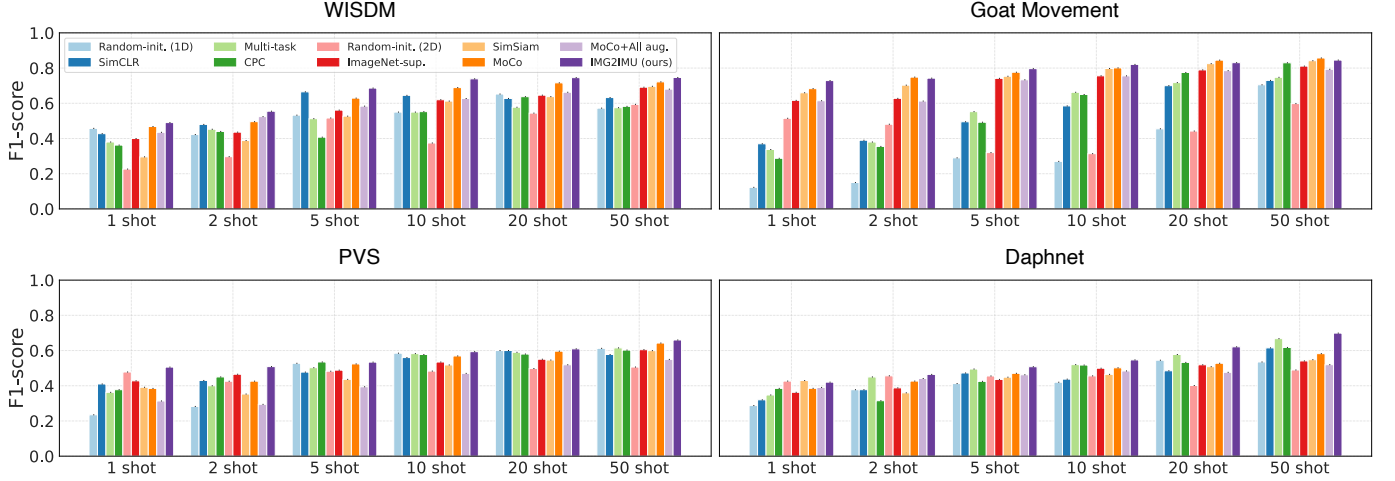 WISDM
Goat Movement
F1-score
1.0
0.8
0.6
0.4
0.2
0.0
Random-init. (1D)
Multi-task
Random-init. (2D)
SimSiam
MoCo+All aug.
SimCLR
CPC
ImageNet-sup.
MoCo
IMG2IMU (ours)
1 shot
2 shot
5 shot
10 shot
20 shot
50 shot
1 shot
2 shot
5 shot
10 shot
20 shot
50 shot
PVS
Daphnet
F1-score
1.0
0.8
0.6
0.4
0.2
0.0
1 shot
2 shot
5 shot
10 shot
20 shot
50 shot
1 shot
2 shot
5 shot
10 shot
20 shot
50 shot